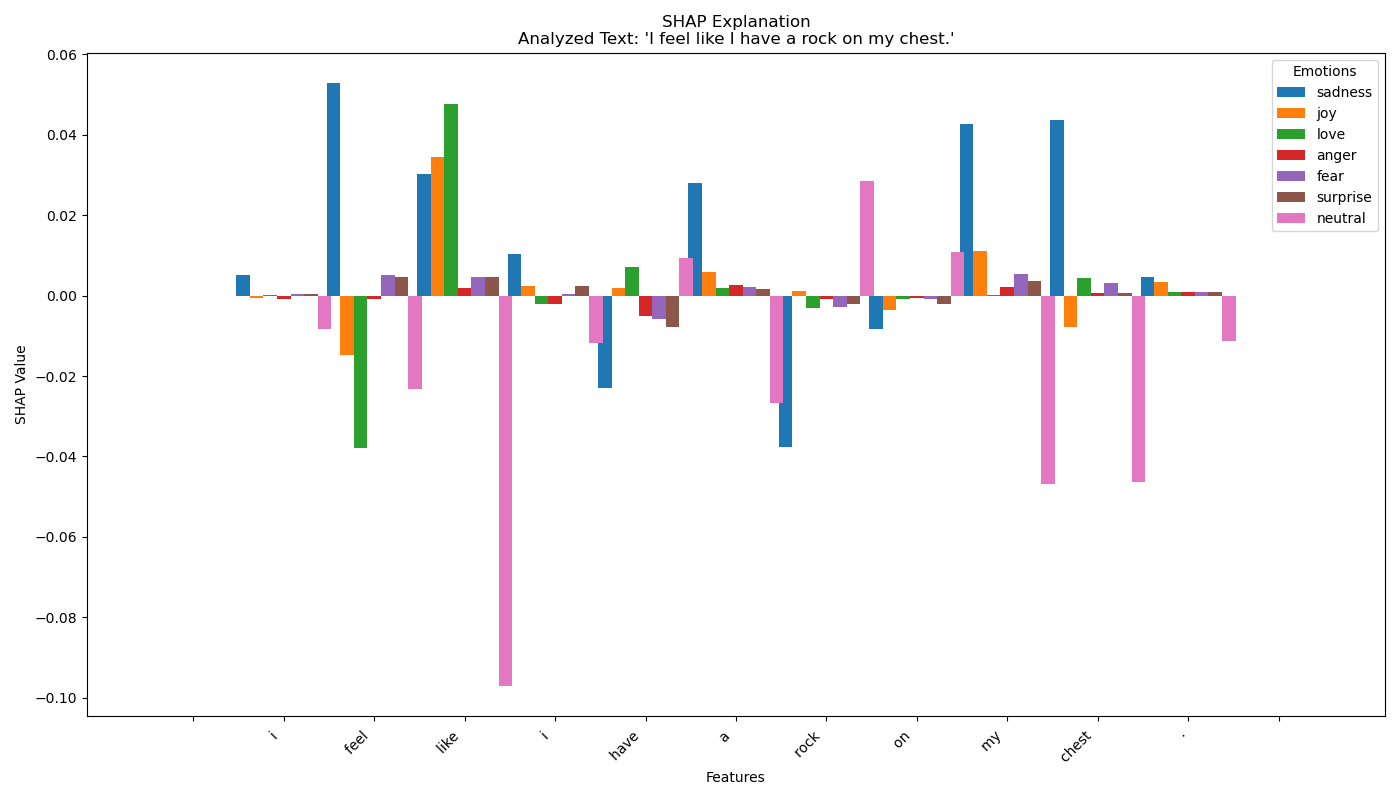 SHAP Explanation
Analyzed Text: 'I feel like I have a rock on my chest.'
0.06
0.04
0.02
0.00
−0.02
−0.04
−0.06
−0.08
−0.10
SHAP Value
Emotions
sadness
joy
love
anger
fear
surprise
neutral
i
feel
like
i
have
a
rock
on
my
chest
.
Features